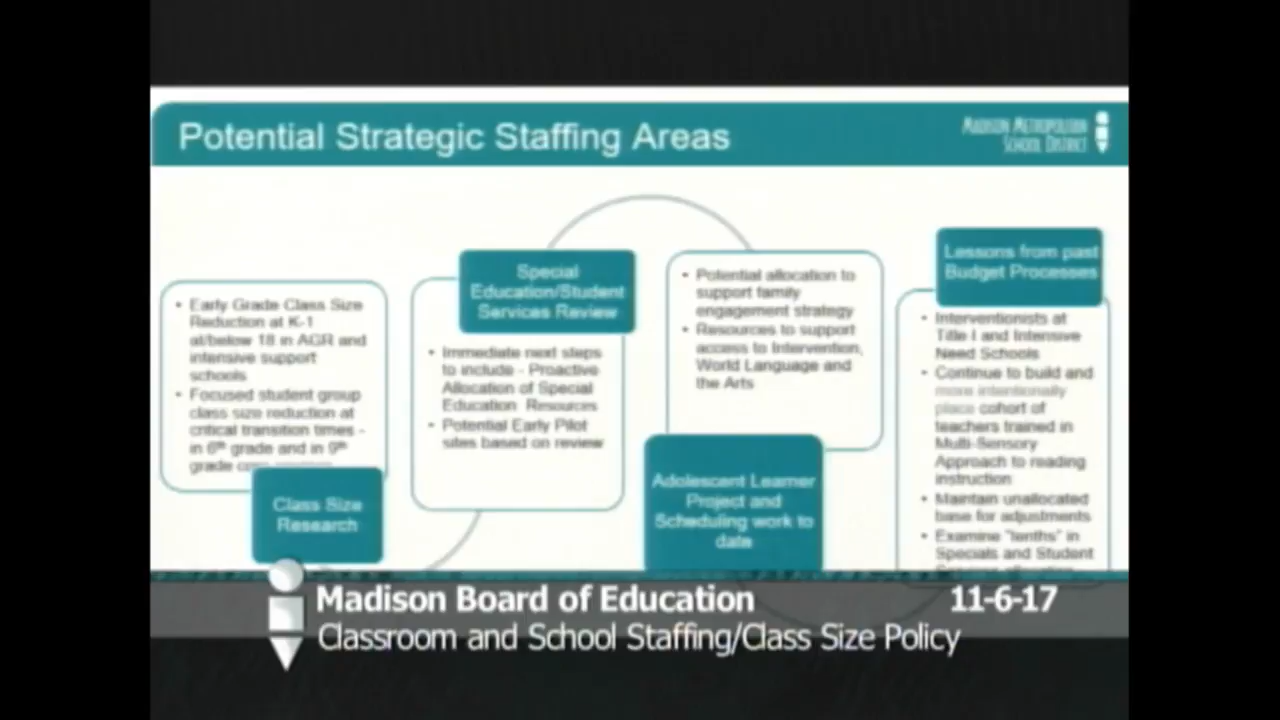 Potential Strategic Staffing Areas
MADISON METROPOLITAN
SCHOOL DISTRICT
• Early Grade Class Size
Reduction at K-1
at/below 18 in AGR and
intensive support
schools
• Focused student group
class size reduction at
critical transition times -
in 6th grade and in 9th
grade
Class Size
Research
Special
Education/Student
Services Review
• Immediate next steps
to include - Proactive
Allocation of Special
Education Resources
• Potential Early Pilot
sites based on review
• Potential allocation to
support family
engagement strategy
• Resources to support
access to Intervention,
World Language and
the Arts
Adolescent Learner
Project and
Scheduling work to
date
Lessons from past
Budget Processes
• Interventionists at
Title I and Intensive
Need Schools
• Continue to build and
more intentionally
place cohort of
teachers trained in
Multi-Sensory
Approach to reading
instruction
• Maintain unallocated
base for adjustments
• Examine "tenths" in
Specials and Student
Madison Board of Education 11-6-17
Classroom and School Staffing/Class Size Policy